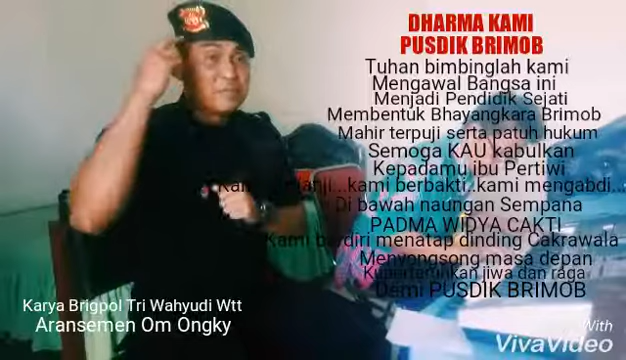 DHARMA KAMI
PUSDIK BRIMOB
Tuhan bimbinglah kami
Mengawal Bangsa ini
Menjadi Pendidik Sejati
Membentuk Bhayangkara Brimob
Mahir terpuji serta patuh hukum
Semoga KAU kabulkan
Kepadamu ibu Pertiwi
...kami berbakti..kami mengabdi...
Di bawah naungan Sempana
PADMA WIDYA CAKTI
Kami berdiri menatap dinding Cakrawala
Menyongsong masa depan
Kupertaruhkan jiwa dan raga
Demi PUSDIK BRIMOB
Karya Brigpol Tri Wahyudi Wtt
Aransemen Om Ongky
With
VivaVideo